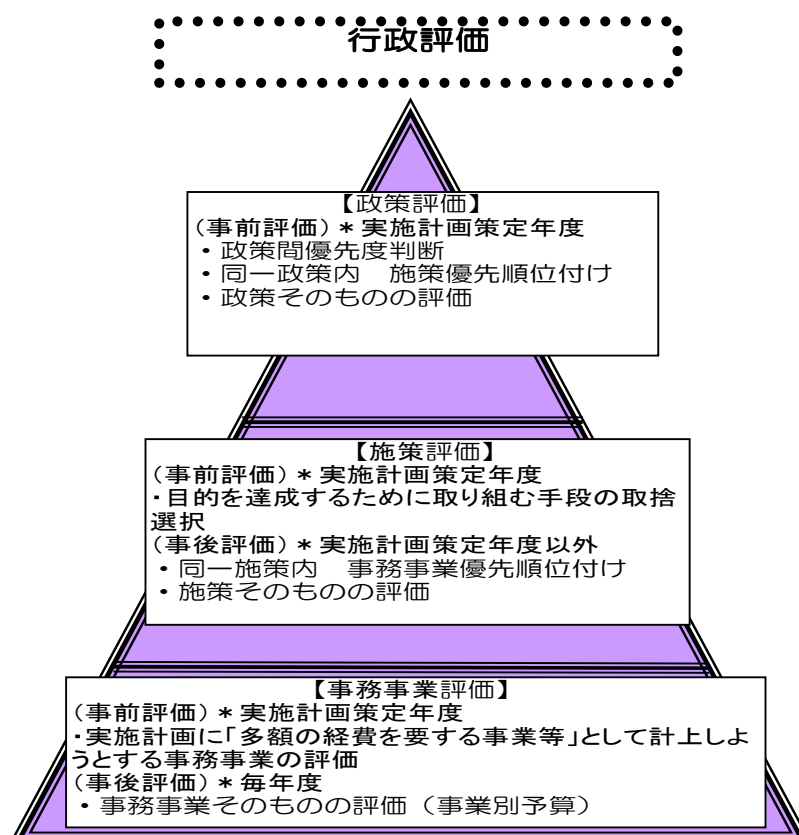 行政評価
【政策評価】
(事前評価)*実施計画策定年度
・政策間優先度判断
・同一政策内　施策優先順位付け
・政策そのものの評価
【施策評価】
(事前評価)*実施計画策定年度
・目的を達成するために取り組む手段の取捨
選択
(事後評価)*実施計画策定年度以外
・同一施策内　事務事業優先順位付け
・施策そのものの評価
【事務事業評価】
(事前評価)*実施計画策定年度
・実施計画に「多額の経費を要する事業等」として計上しよ
うとする事務事業の評価
(事後評価)*毎年度
・事務事業そのものの評価（事業別予算）